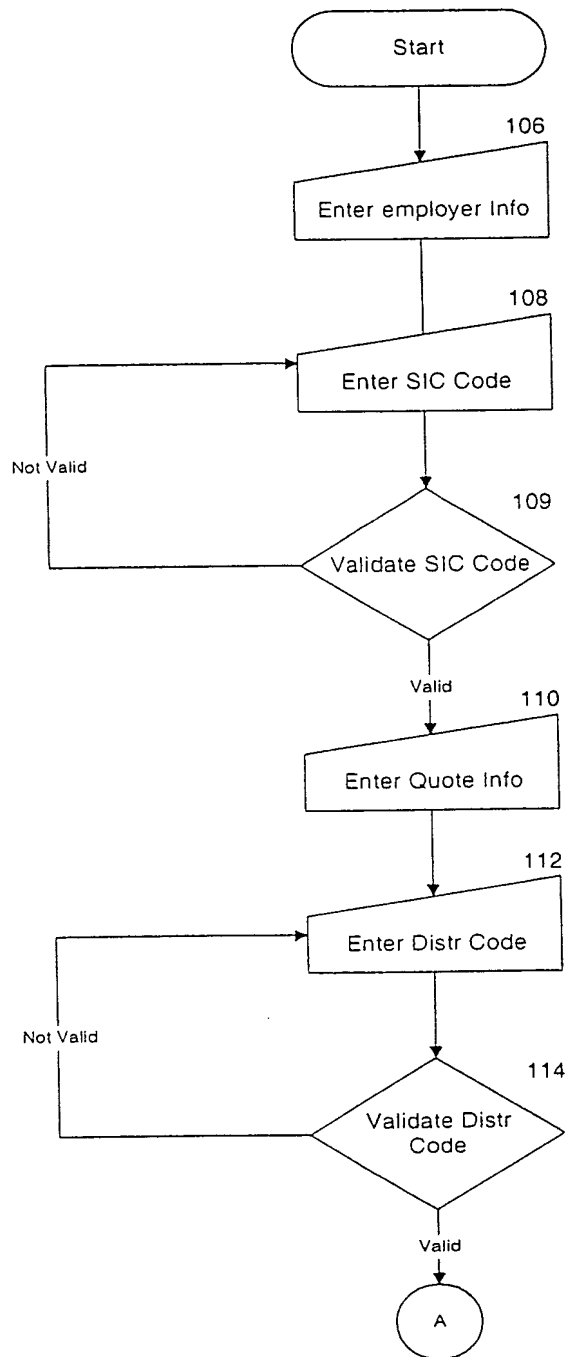 Start
106
Enter employer Info
108
Enter SIC Code
Not Valid
109
Validate SIC Code
Valid
110
Enter Quote Info
112
Enter Distr Code
Not Valid
114
Validate Distr
Code
Valid
A